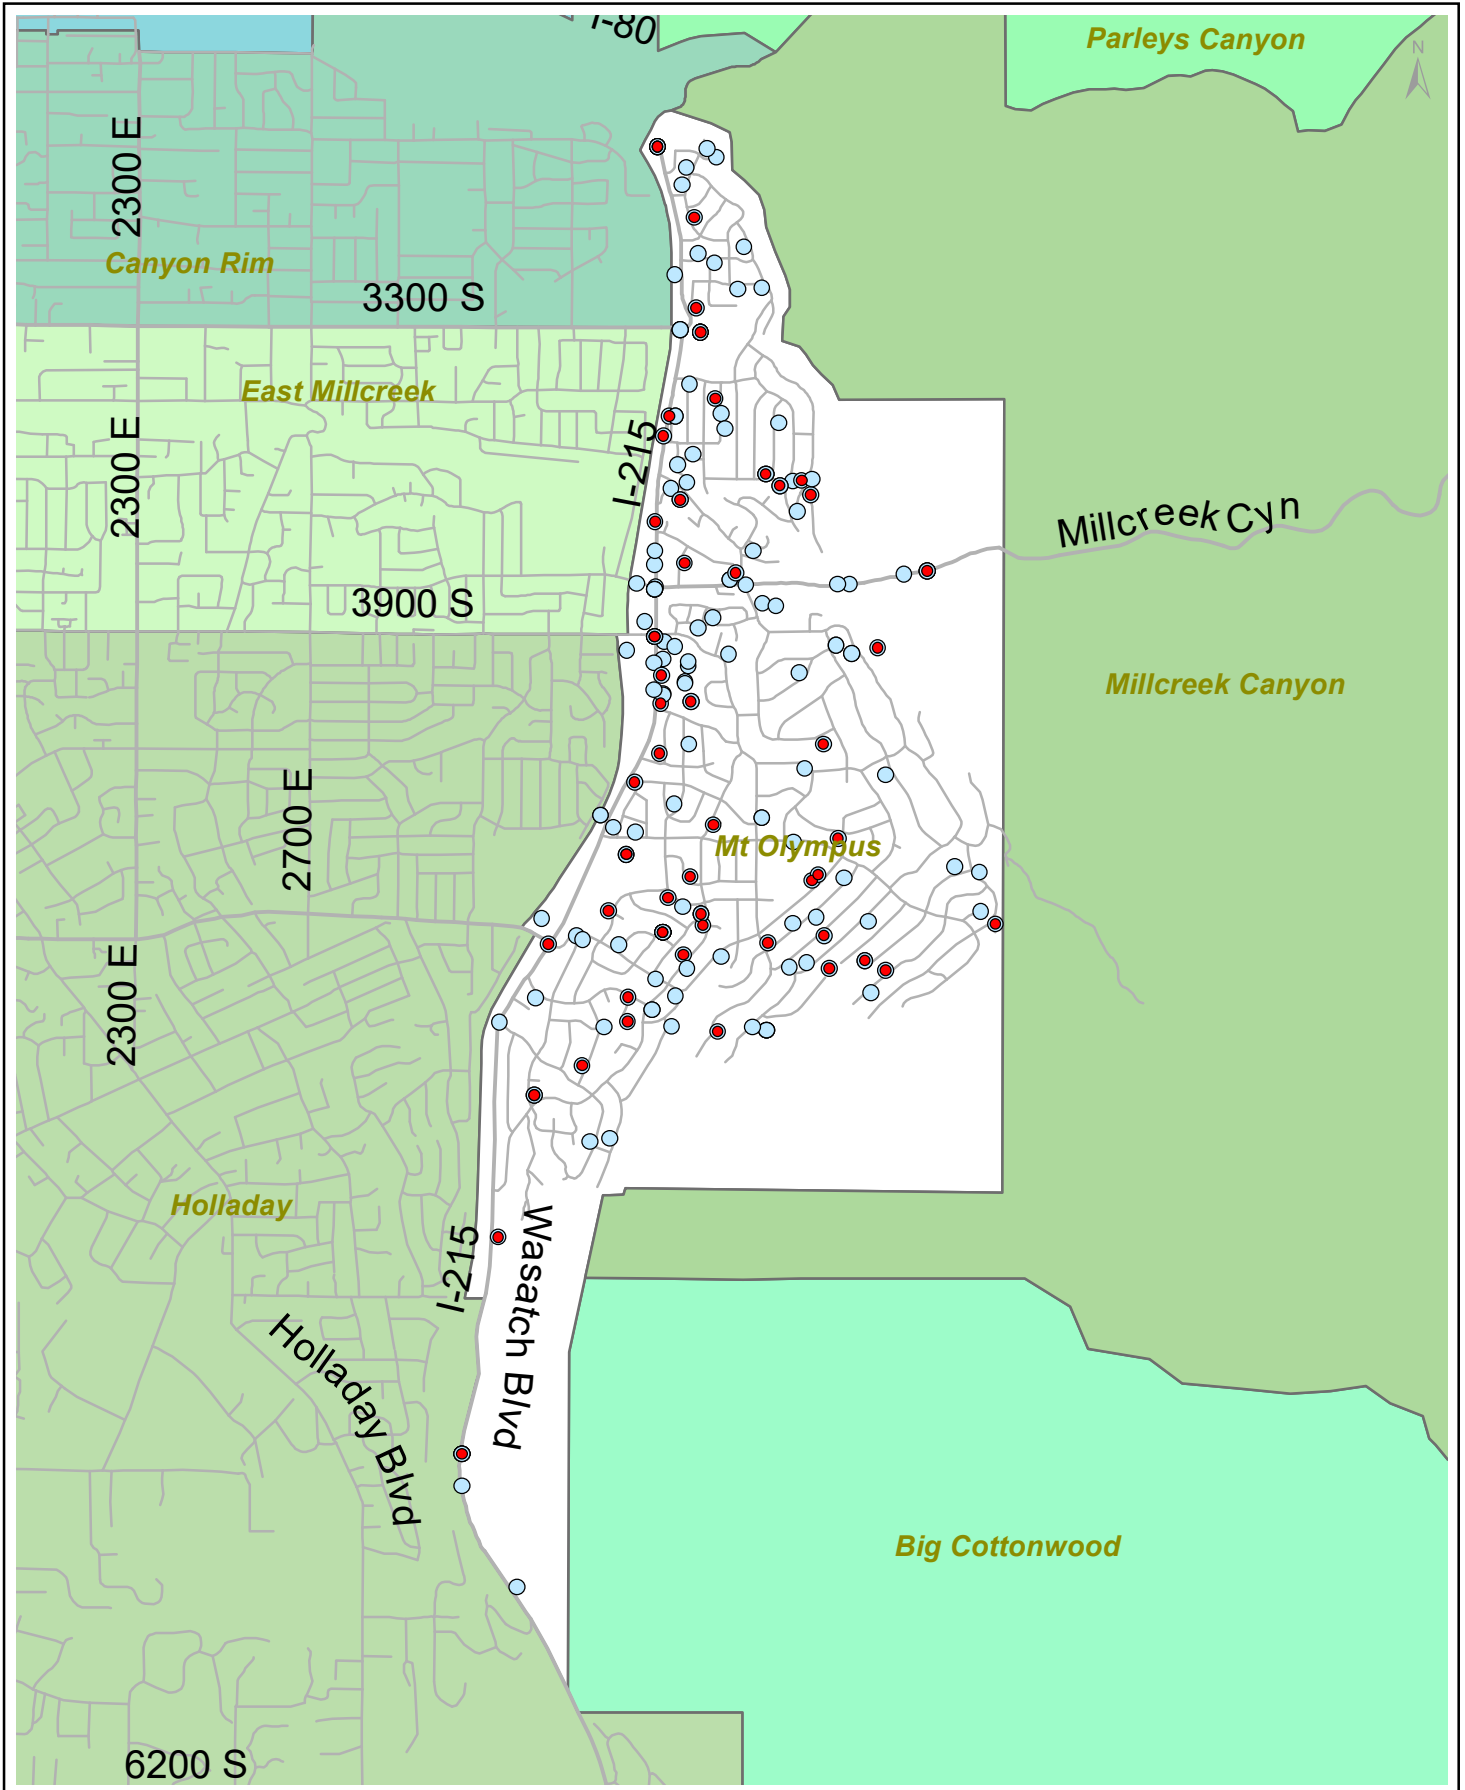 I-80
Parleys Canyon
N
2300 E
Canyon Rim
3300 S
East Millcreek
2300 E
I-215
Millcreek Cyn
3900 S
Millcreek Canyon
2700 E
Mt Olympus
2300 E
Holladay
I-215
Wasatch Blvd
Holladay Blvd
Big Cottonwood
6200 S